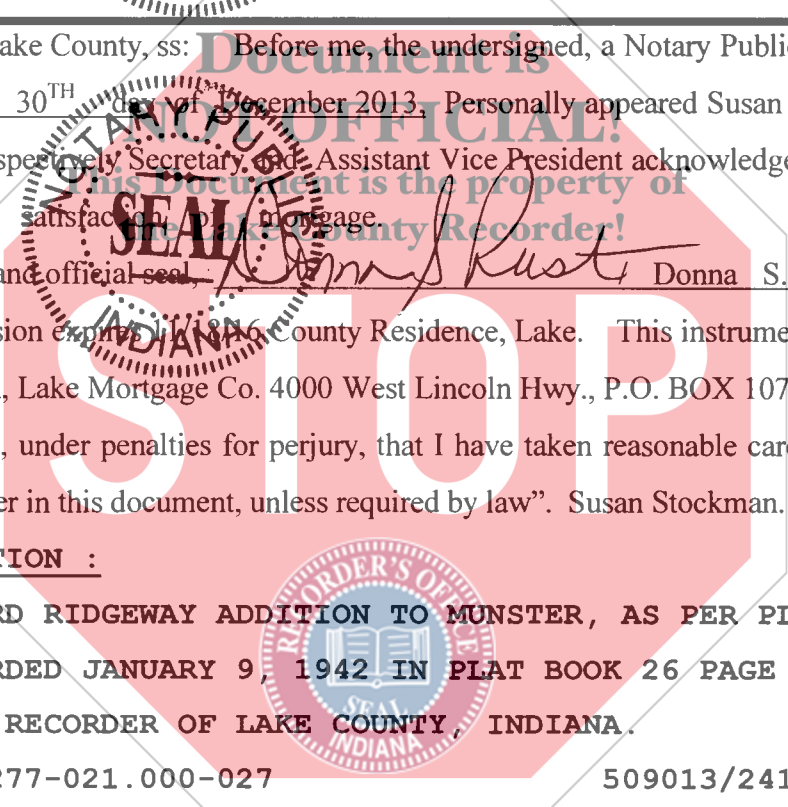 ake County, ss: Before me, the undersigned, a Notary Publi
Document is
30TH day of December 2013, Personally appeared Susan
NOT OFFICIAL!
spectively Secretary and Assistant Vice President acknowledge
This Document is the property of
satisfaction of mortgage.
the Lake County Recorder!
NOTARY PUBLIC
SEAL
INDIANA
and official seal, Donna S Rust Donna S.
sion expires 11/18/16 County Residence, Lake. This instrume
., Lake Mortgage Co. 4000 West Lincoln Hwy., P.O. BOX 107
STOP
, under penalties for perjury, that I have taken reasonable car
er in this document, unless required by law”. Susan Stockman.
TION :
RD RIDGEWAY ADDITION TO MUNSTER, AS PER PL
RDED JANUARY 9, 1942 IN PLAT BOOK 26 PAGE
RECORDER OF LAKE COUNTY, INDIANA.
RECORDER'S OFFICE
SEAL
INDIANA
277-021.000-027 509013/241